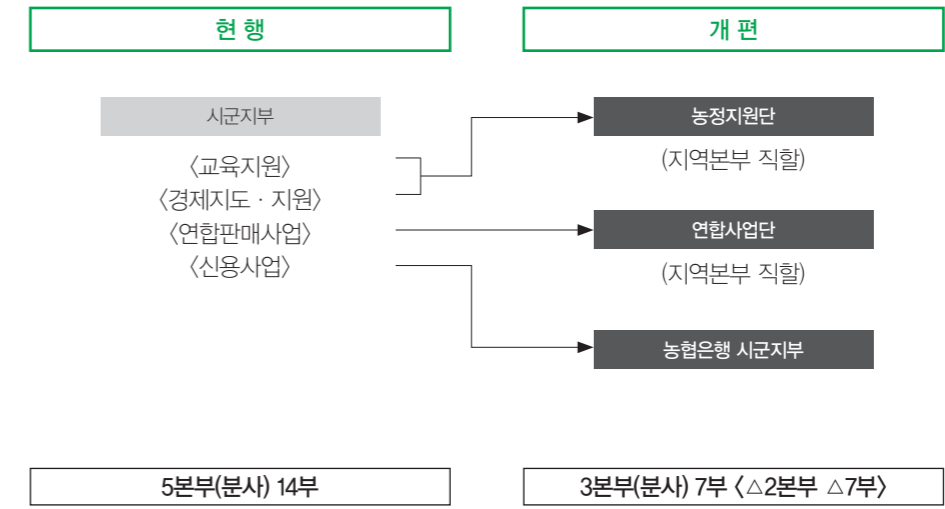 현 행
개 편
시군지부
〈교육지원〉
〈경제지도 · 지원〉
〈연합판매사업〉
〈신용사업〉
농정지원단
(지역본부 직할)
연합사업단
(지역본부 직할)
농협은행 시군지부
5본부(분사) 14부
3본부(분사) 7부 〈△2본부 △7부〉